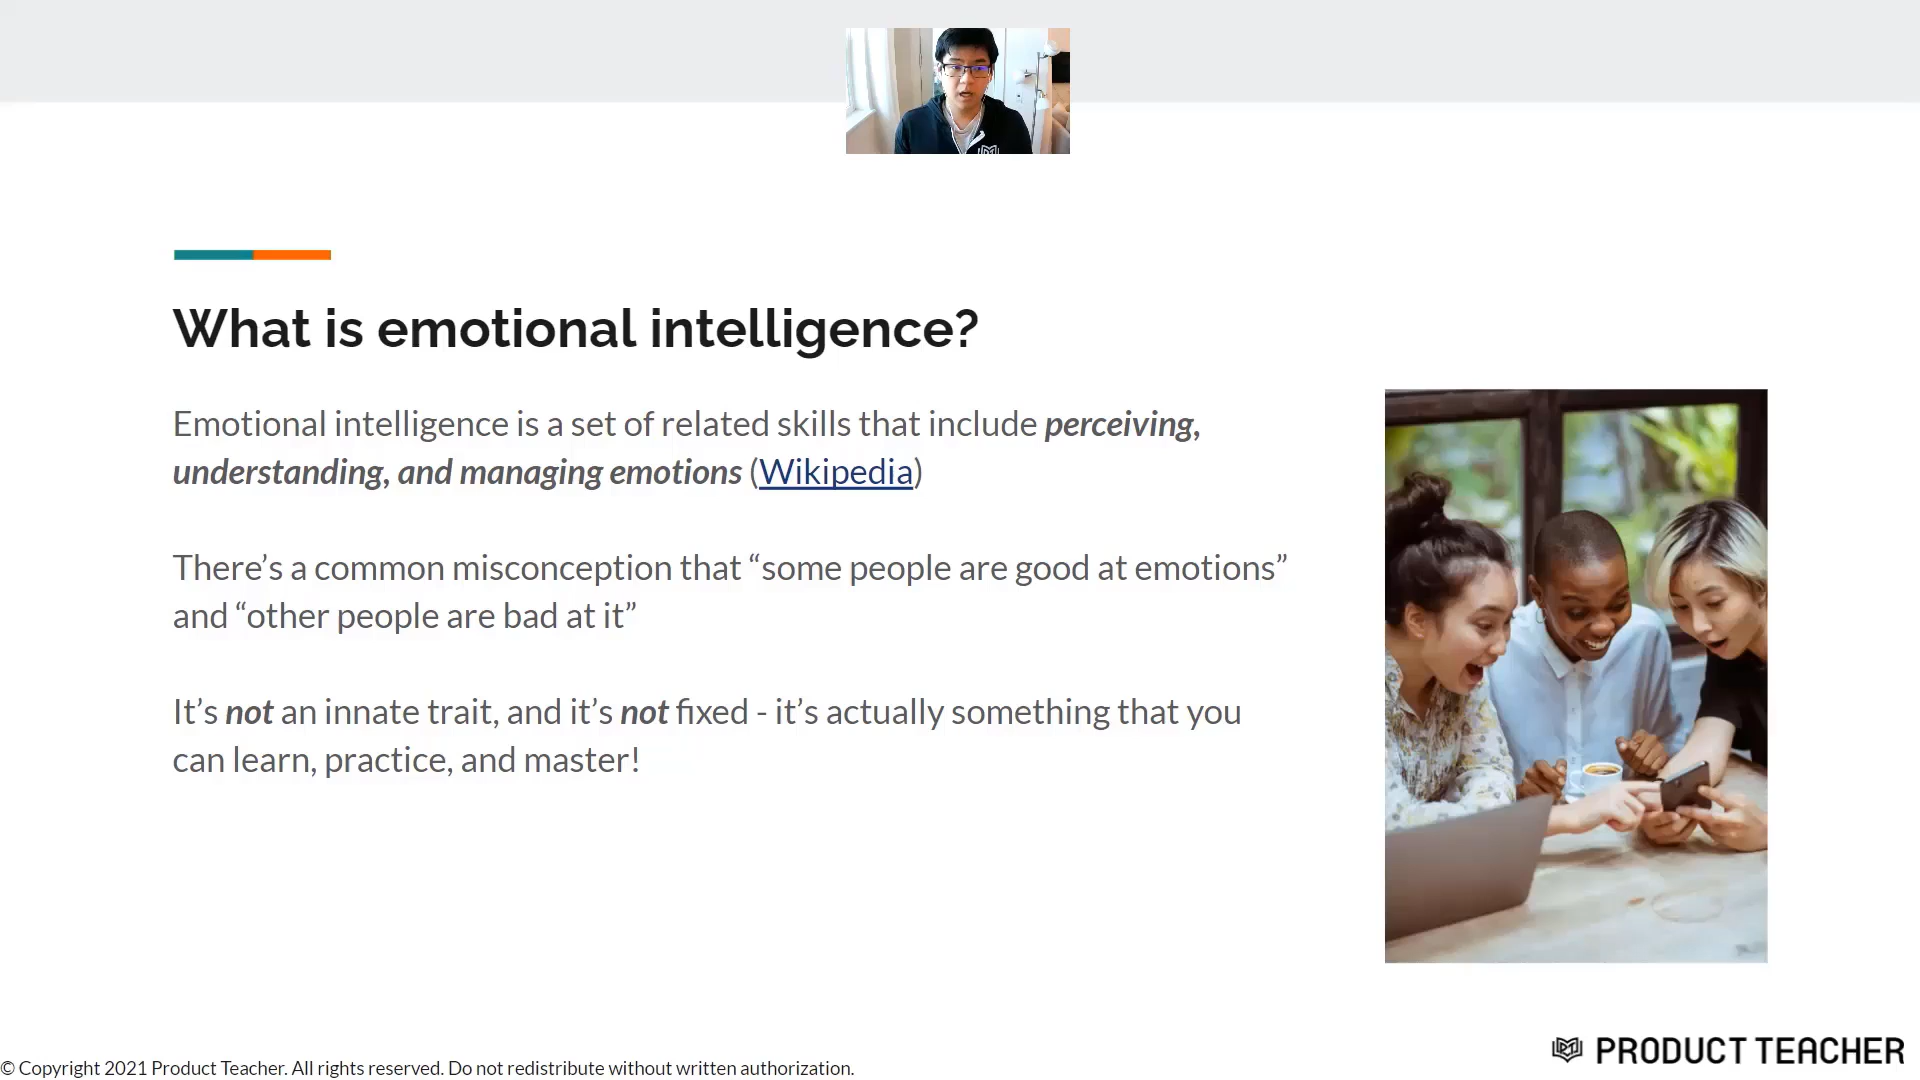 What is emotional intelligence?
Emotional intelligence is a set of related skills that include perceiving,
understanding, and managing emotions (Wikipedia)
There’s a common misconception that “some people are good at emotions”
and “other people are bad at it”
It’s not an innate trait, and it’s not fixed - it’s actually something that you
can learn, practice, and master!
PRODUCT TEACHER
© Copyright 2021 Product Teacher. All rights reserved. Do not redistribute without written authorization.